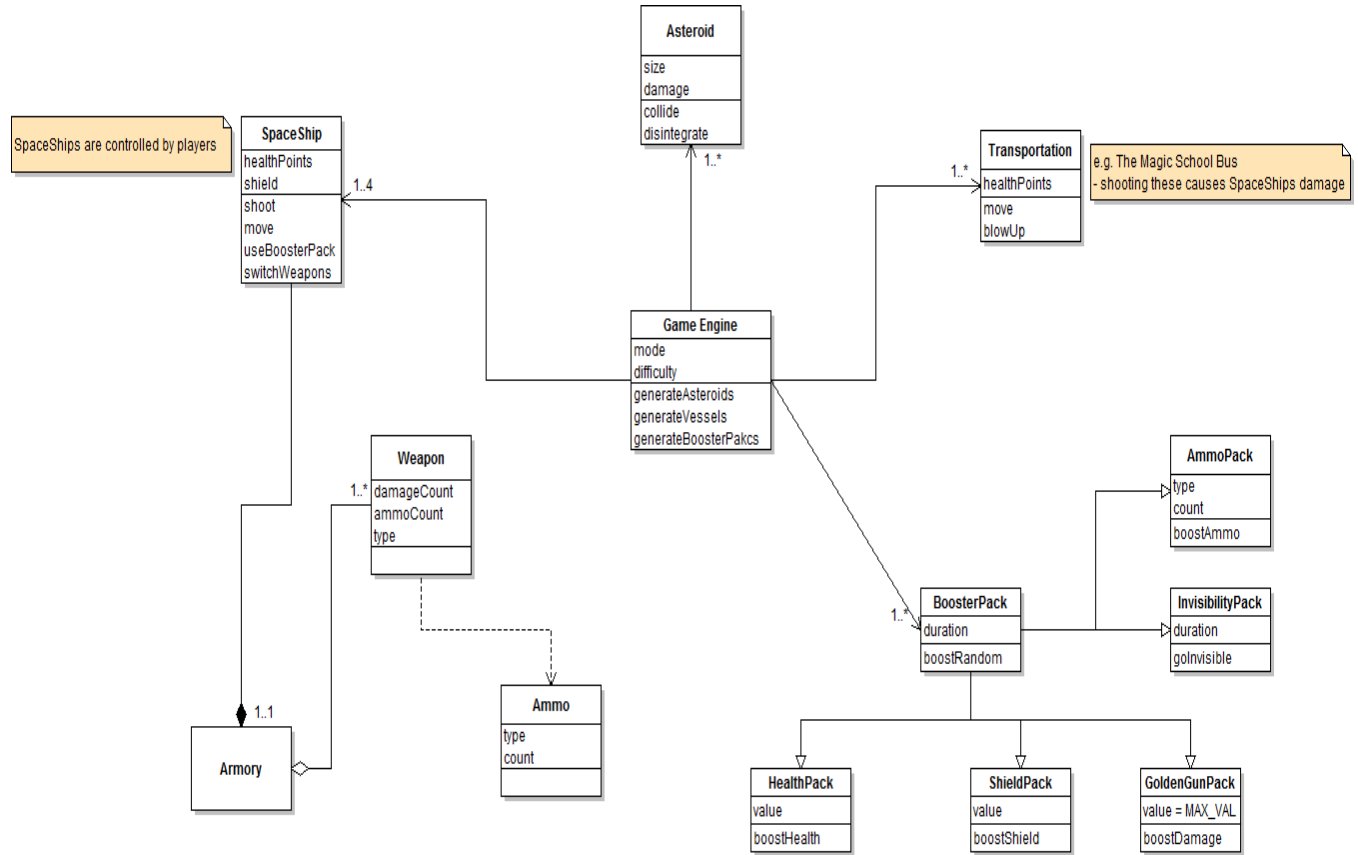 Asteroid
size
damage
collide
disintegrate
1..*
SpaceShips are controlled by players
SpaceShip
healthPoints
shield
shoot
move
useBoosterPack
switchWeapons
1..4
Transportation
healthPoints
move
blowUp
1..*
e.g. The Magic School Bus
- shooting these causes SpaceShips damage
Game Engine
mode
difficulty
generateAsteroids
generateVessels
generateBoosterPakcs
Weapon
damageCount
ammoCount
type
1..*
AmmoPack
type
count
boostAmmo
BoosterPack
duration
boostRandom
1..*
InvisibilityPack
duration
goInvisible
Ammo
type
count
1..1
Armory
HealthPack
value
boostHealth
ShieldPack
value
boostShield
GoldenGunPack
value = MAX_VAL
boostDamage